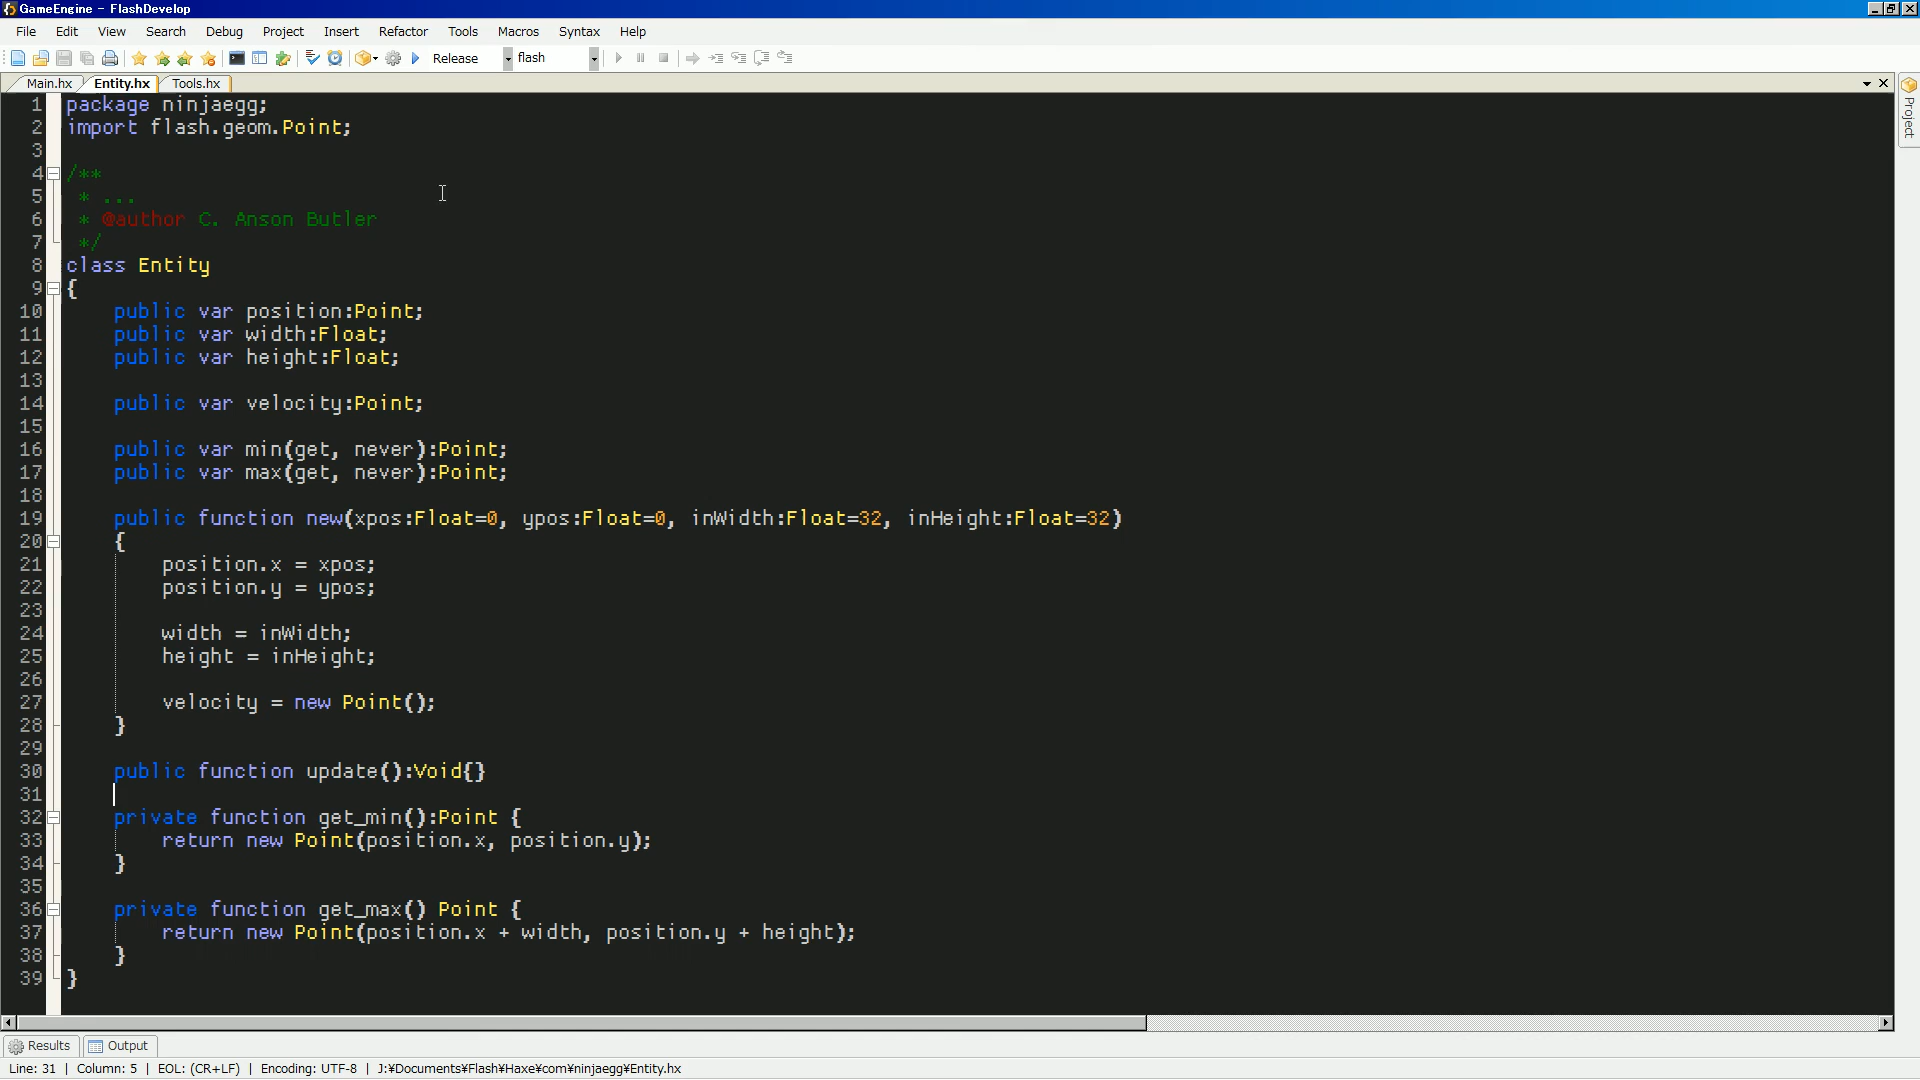 GameEngine - FlashDevelop
File Edit View Search Debug Project Insert Refactor Tools Macros Syntax Help
Release flash
Main.hx Entity.hx Tools.hx
Project
1 package ninjaegg;
2 import flash.geom.Point;
3
4 /**
5 * ...
6 * @author C. Anson Butler
7 */
8 class Entity
9 {
10 public var position:Point;
11 public var width:Float;
12 public var height:Float;
13
14 public var velocity:Point;
15
16 public var min(get, never):Point;
17 public var max(get, never):Point;
18
19 public function new(xpos:Float=0, ypos:Float=0, inWidth:Float=32, inHeight:Float=32)
20 {
21 position.x = xpos;
22 position.y = ypos;
23
24 width = inWidth;
25 height = inHeight;
26
27 velocity = new Point();
28 }
29
30 public function update():Void{}
31
32 private function get_min():Point {
33 return new Point(position.x, position.y);
34 }
35
36 private function get_max() Point {
37 return new Point(position.x + width, position.y + height);
38 }
39 }
Results Output
Line: 31 | Column: 5 | EOL: (CR+LF) | Encoding: UTF-8 | J:¥Documents¥Flash¥Haxe¥com¥ninjaegg¥Entity.hx